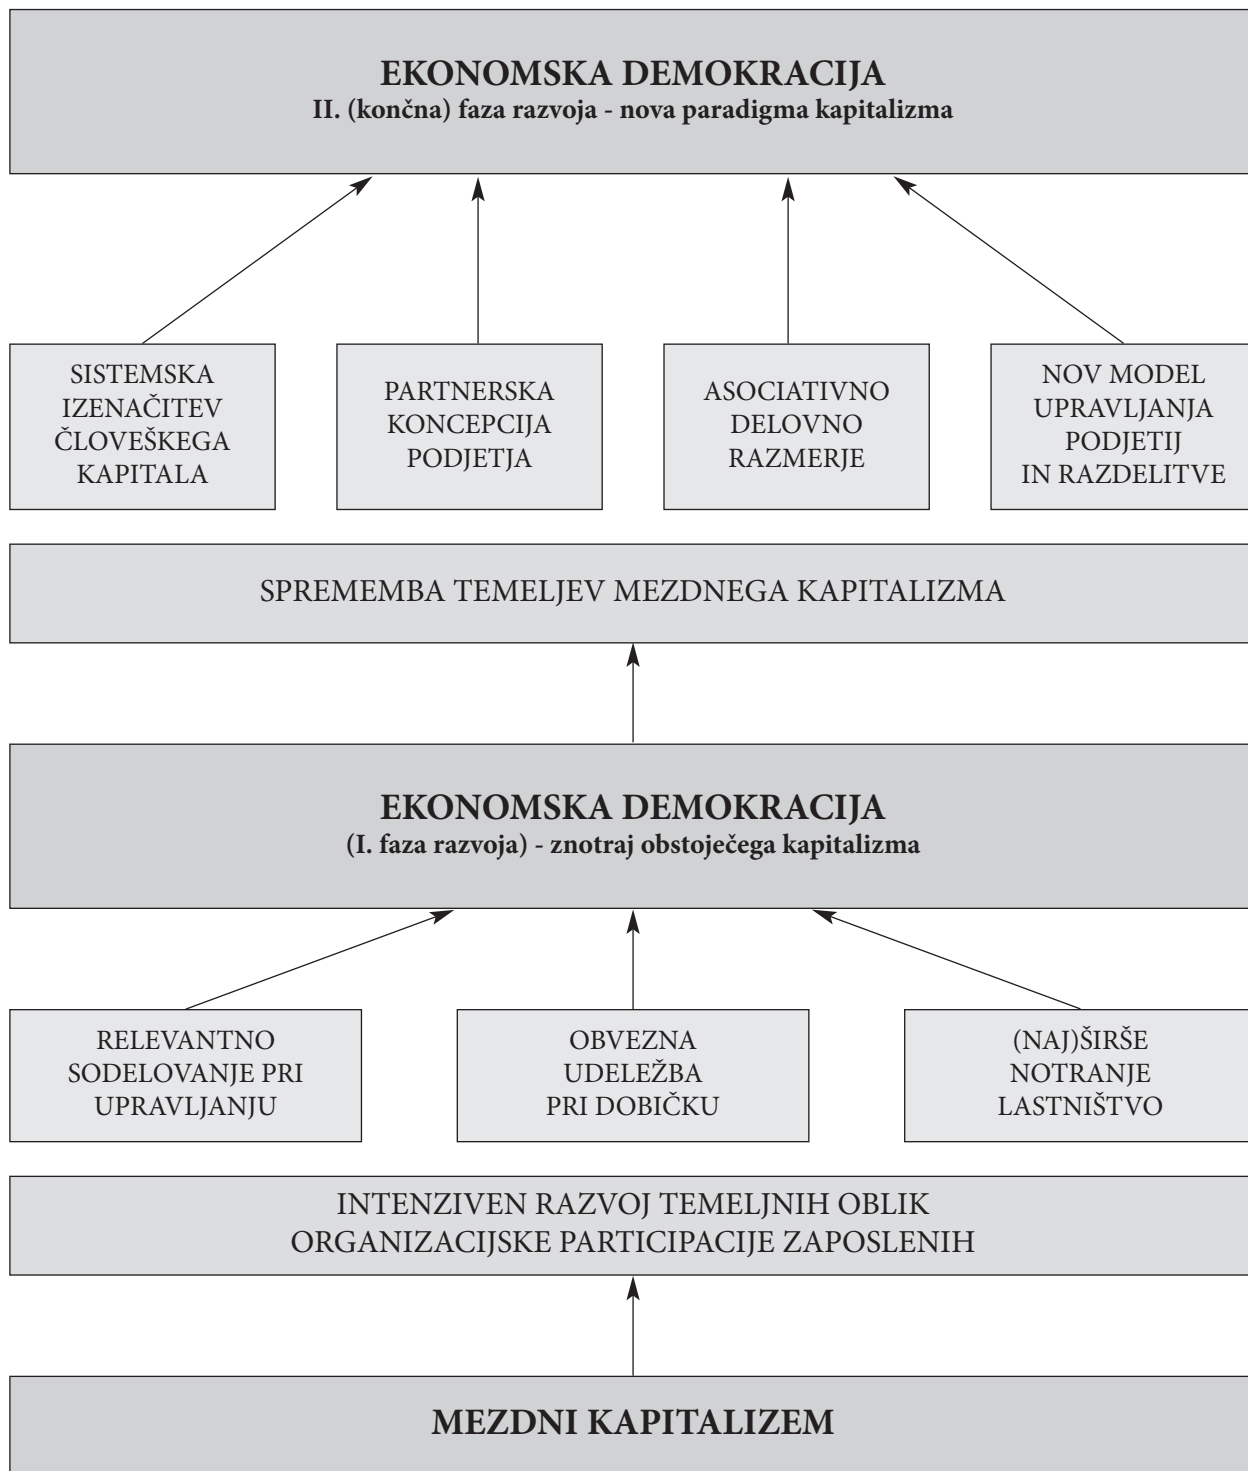 EKONOMSKA DEMOKRACIJA
II. (končna) faza razvoja - nova paradigma kapitalizma
SISTEMSKA
IZENAČITEV
ČLOVEŠKEGA
KAPITALA
PARTNERSKA
KONCEPCIJA
PODJETJA
ASOCIATIVNO
DELOVNO
RAZMERJE
NOV MODEL
UPRAVLJANJA
PODJETIJ
IN RAZDELITVE
SPREMEMBA TEMELJEV MEZDNEGA KAPITALIZMA
EKONOMSKA DEMOKRACIJA
(I. faza razvoja) - znotraj obstoječega kapitalizma
RELEVANTNO
SODELOVANJE PRI
UPRAVLJANJU
OBVEZNA
UDELEŽBA
PRI DOBIČKU
(NAJ)ŠIRŠE
NOTRANJE
LASTNIŠTVO
INTENZIVEN RAZVOJ TEMELJNIH OBLIK
ORGANIZACIJSKE PARTICIPACIJE ZAPOSLENIH
MEZDNI KAPITALIZEM